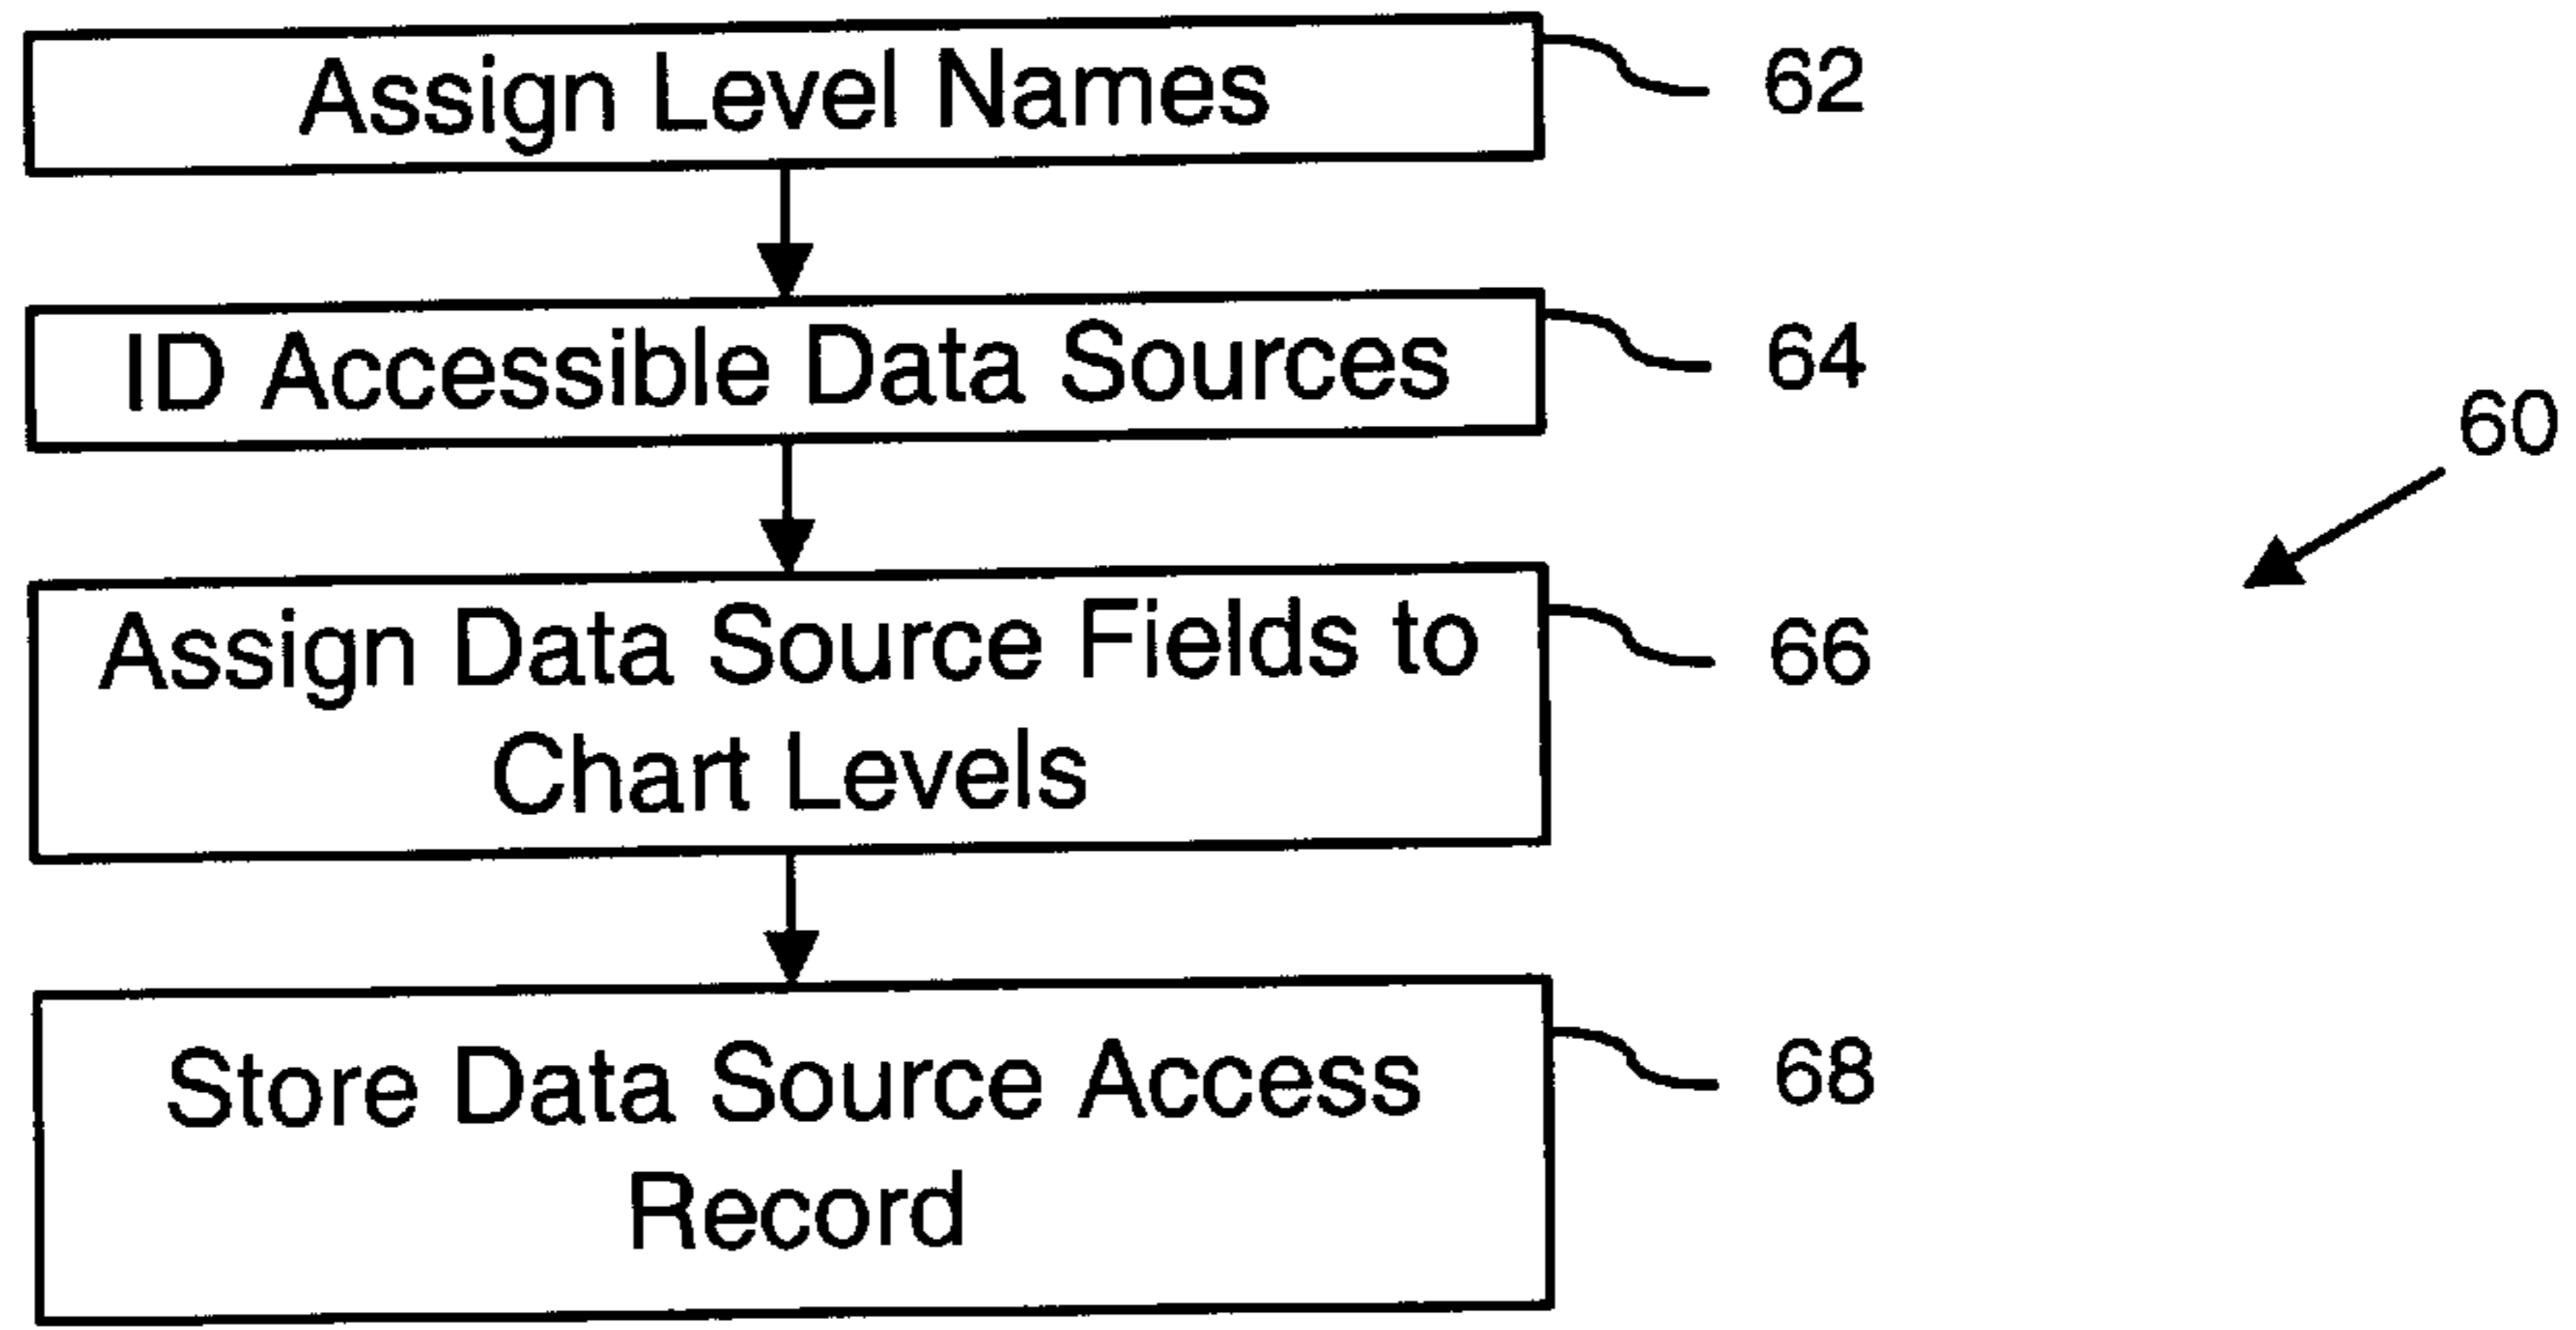 Assign Level Names
62
ID Accessible Data Sources
64
60
Assign Data Source Fields to
Chart Levels
66
Store Data Source Access
Record
68